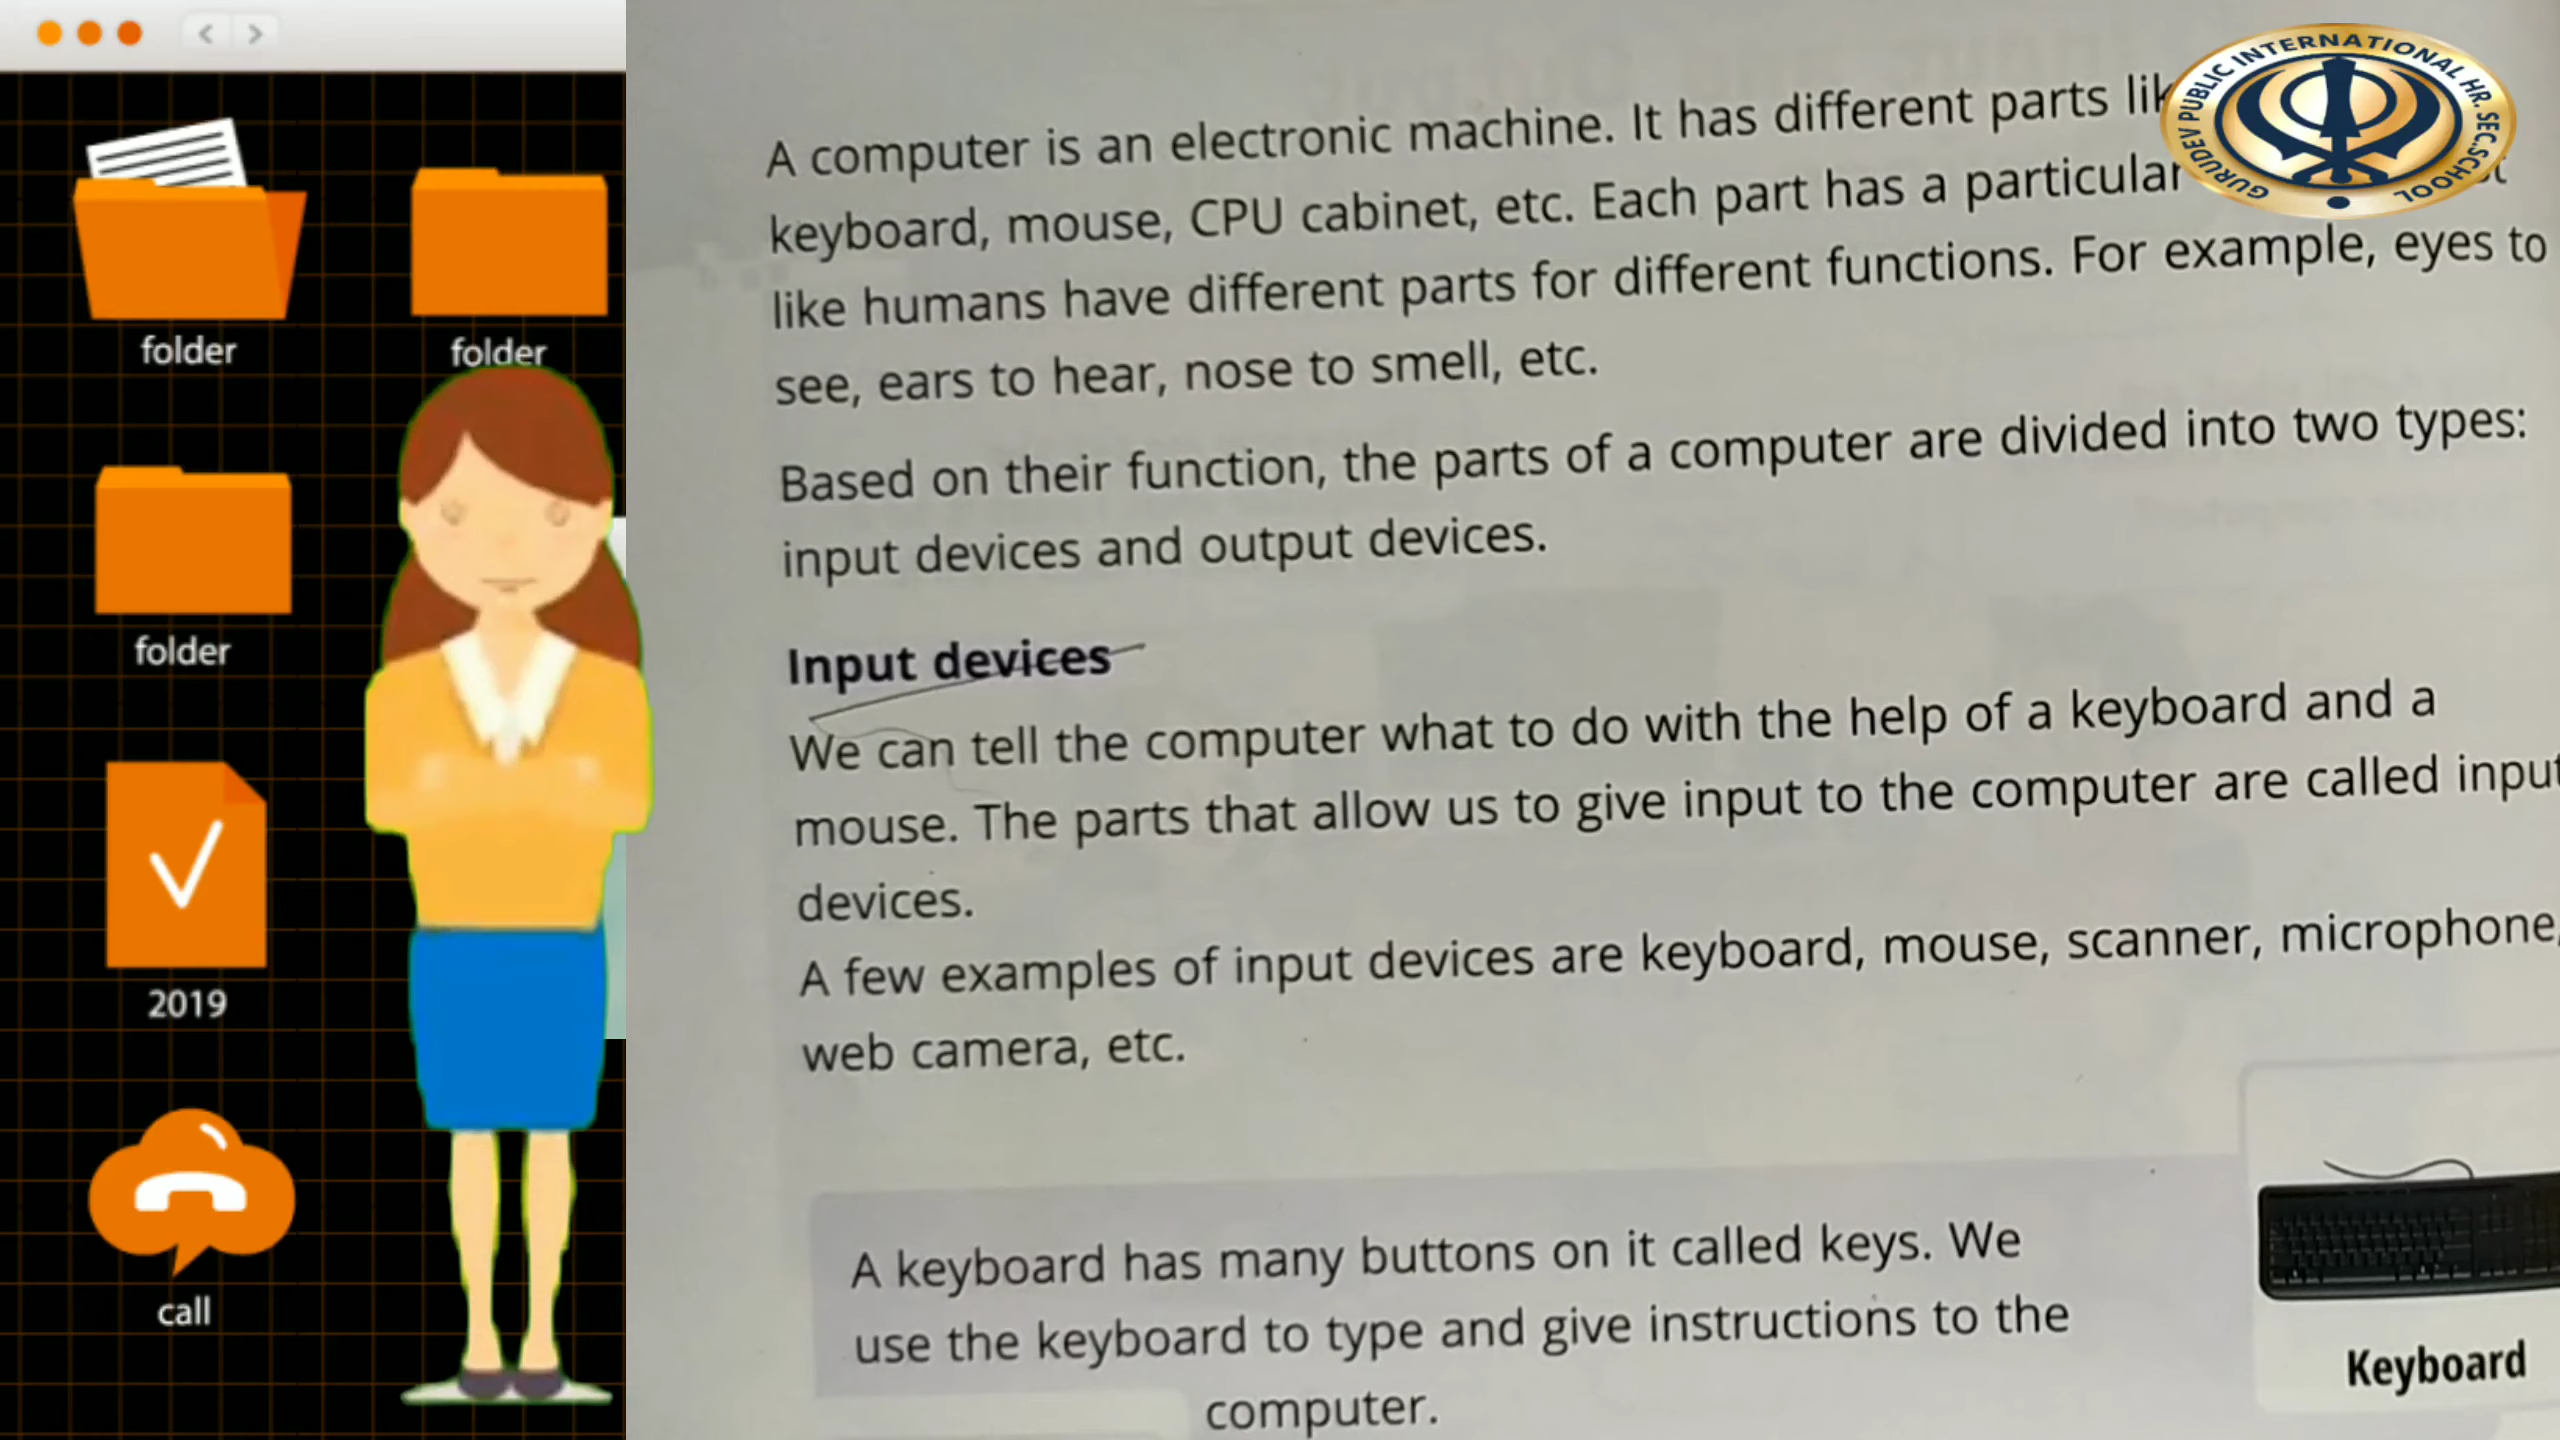 folder
folder
folder
2019
call
GURUDEV PUBLIC INTERNATIONAL HR. SEC. SCHOOL
A computer is an electronic machine. It has different parts
keyboard, mouse, CPU cabinet, etc. Each part has a particular
like humans have different parts for different functions. For example, eyes to
see, ears to hear, nose to smell, etc.
Based on their function, the parts of a computer are divided into two types:
input devices and output devices.
Input devices
We can tell the computer what to do with the help of a keyboard and a
mouse. The parts that allow us to give input to the computer are called input
devices.
A few examples of input devices are keyboard, mouse, scanner, microphone,
web camera, etc.
A keyboard has many buttons on it called keys. We
use the keyboard to type and give instructions to the
computer.
Keyboard